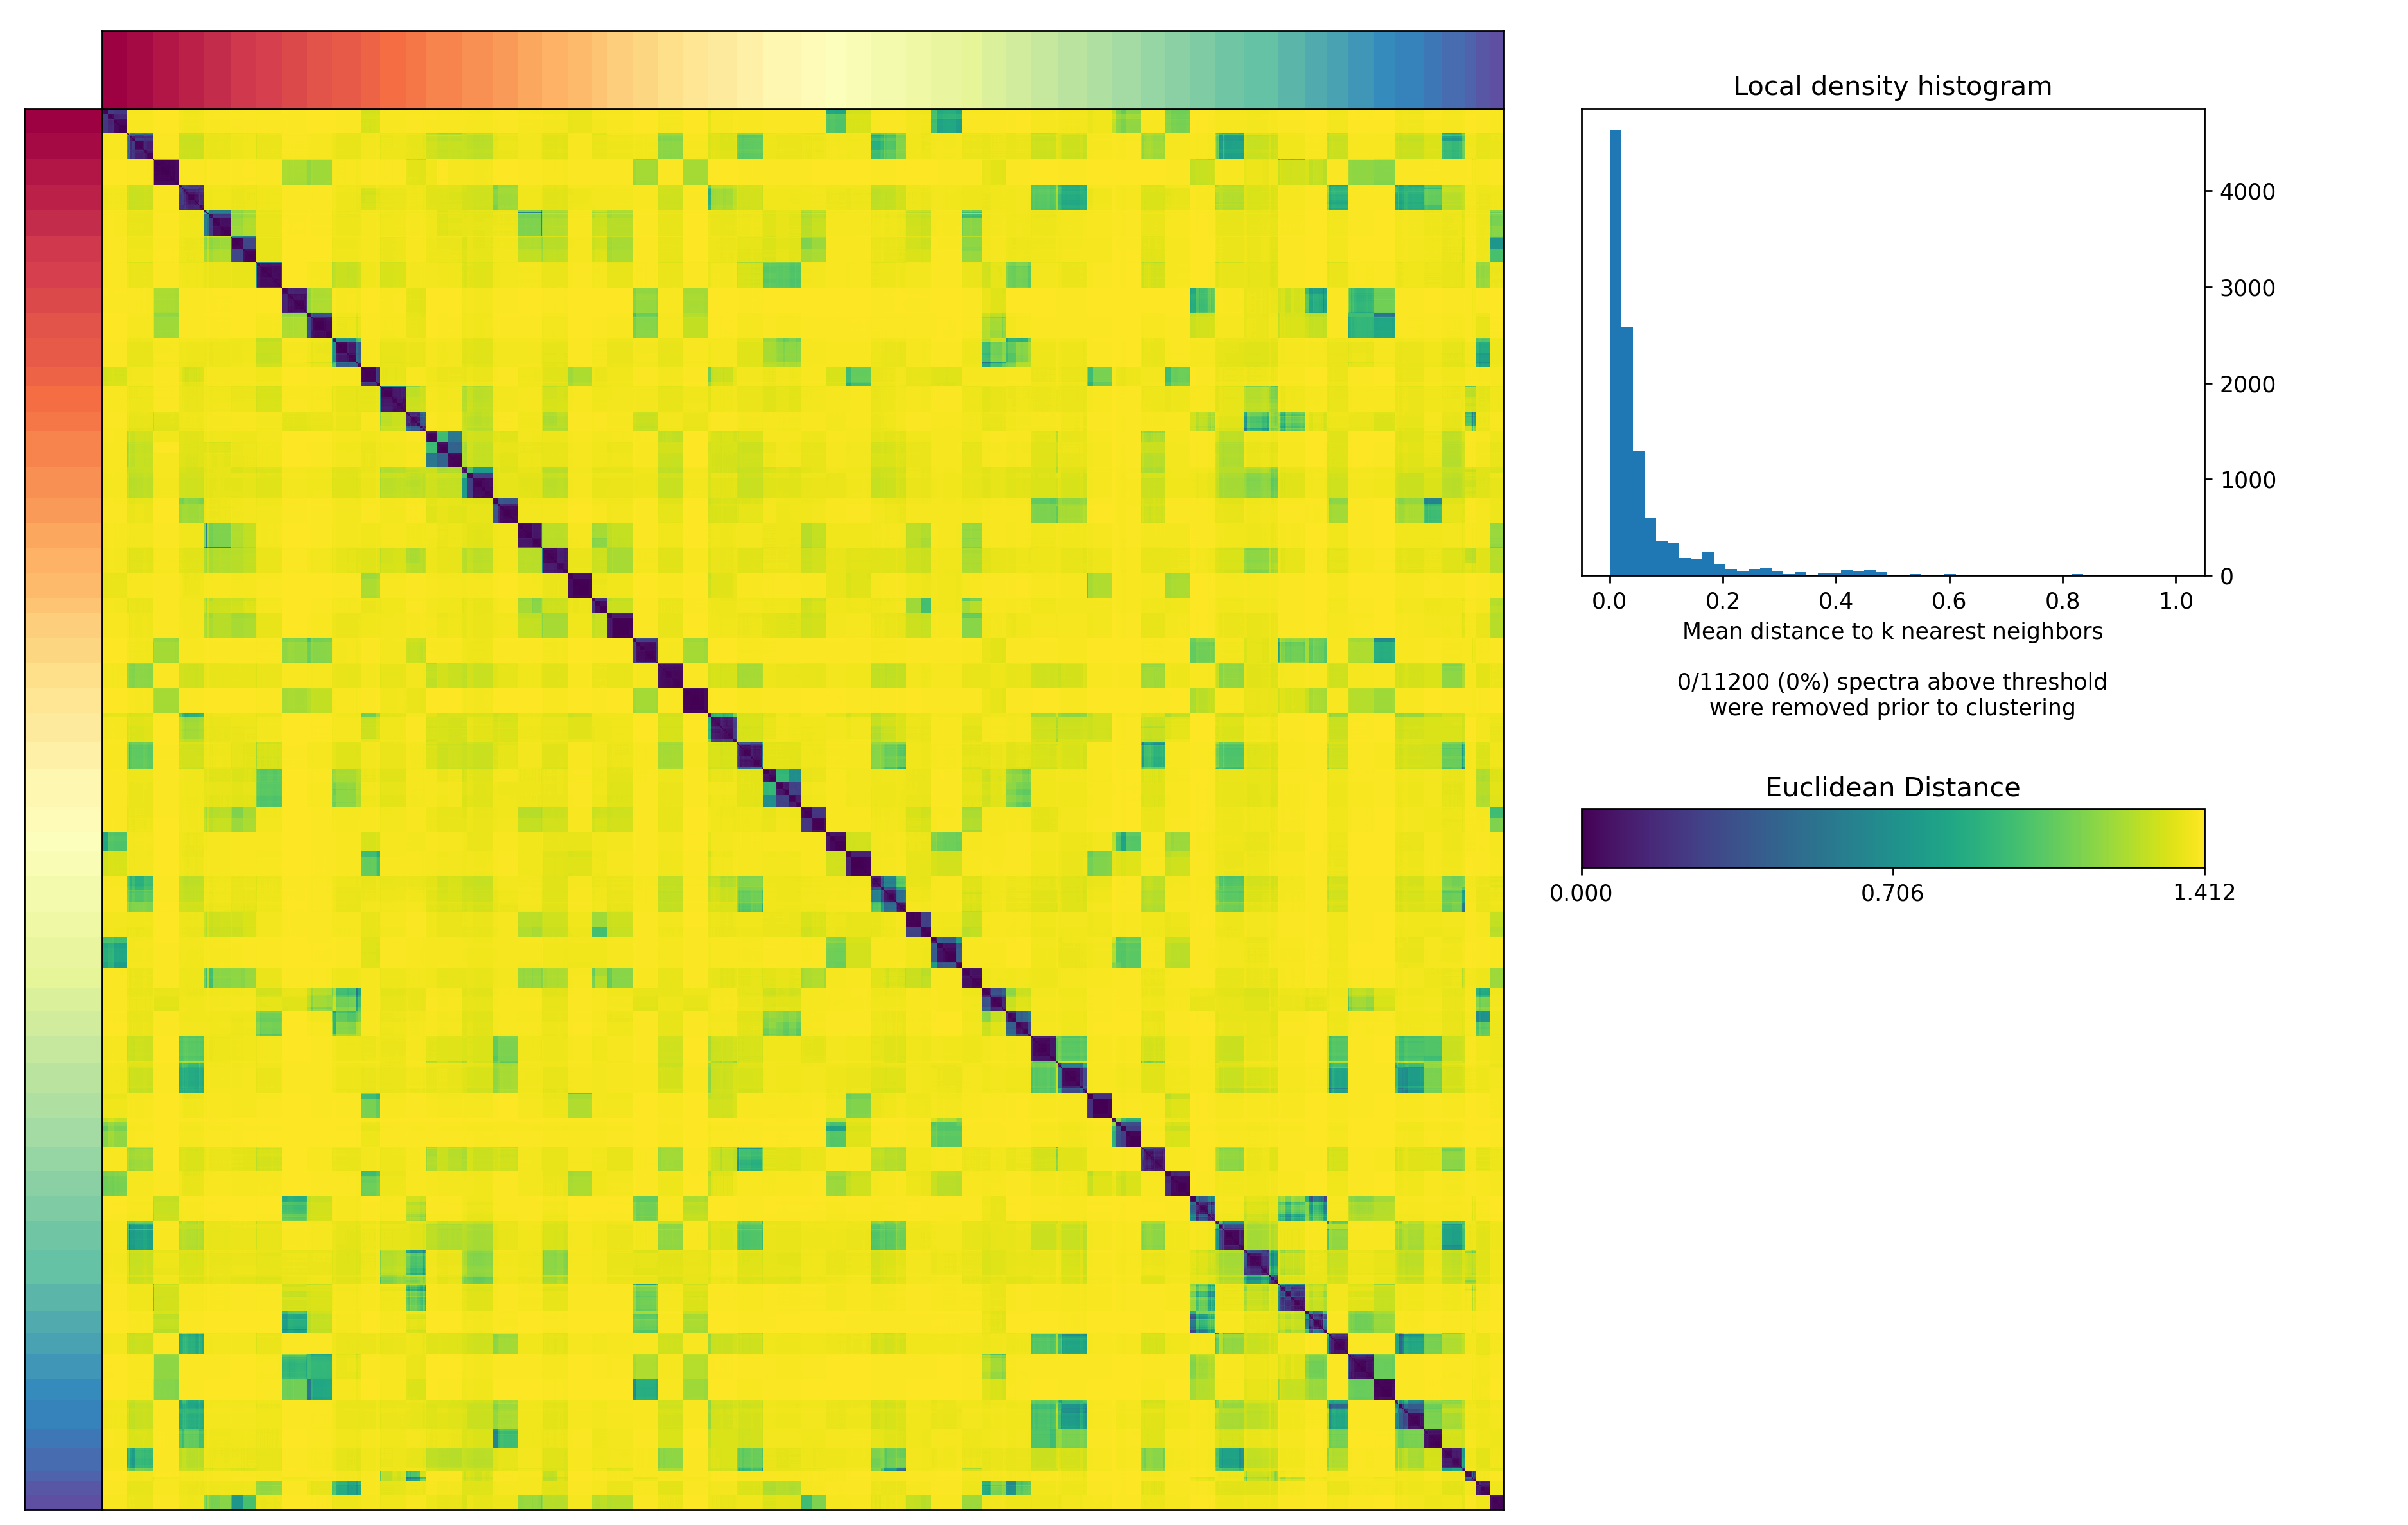 Local density histogram
4000
3000
2000
1000
0
0.0 0.2 0.4 0.6 0.8 1.0
Mean distance to k nearest neighbors
0/11200 (0%) spectra above threshold
were removed prior to clustering
Euclidean Distance
0.000 0.706 1.412